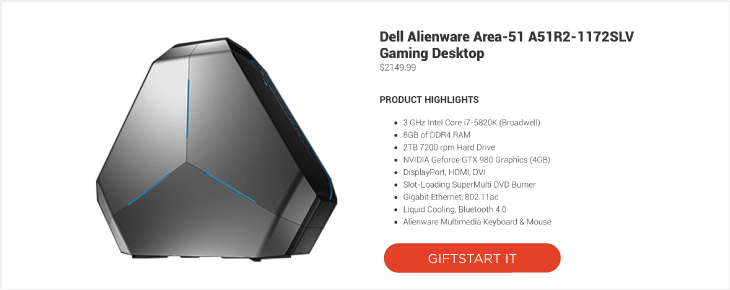 Dell Alienware Area-51 A51R2-1172SLV
Gaming Desktop
$2149.99
PRODUCT HIGHLIGHTS
• 3 GHz Intel Core i7-5820K (Broadwell)
• 8GB of DDR4 RAM
• 2TB 7200 rpm Hard Drive
• NVIDIA Geforce GTX 980 Graphics (4GB)
• DisplayPort, HDMI, DVI
• Slot-Loading SuperMulti DVD Burner
• Gigabit Ethernet, 802.11ac
• Liquid Cooling, Bluetooth 4.0
• Alienware Multimedia Keyboard & Mouse
GIFTSTART IT